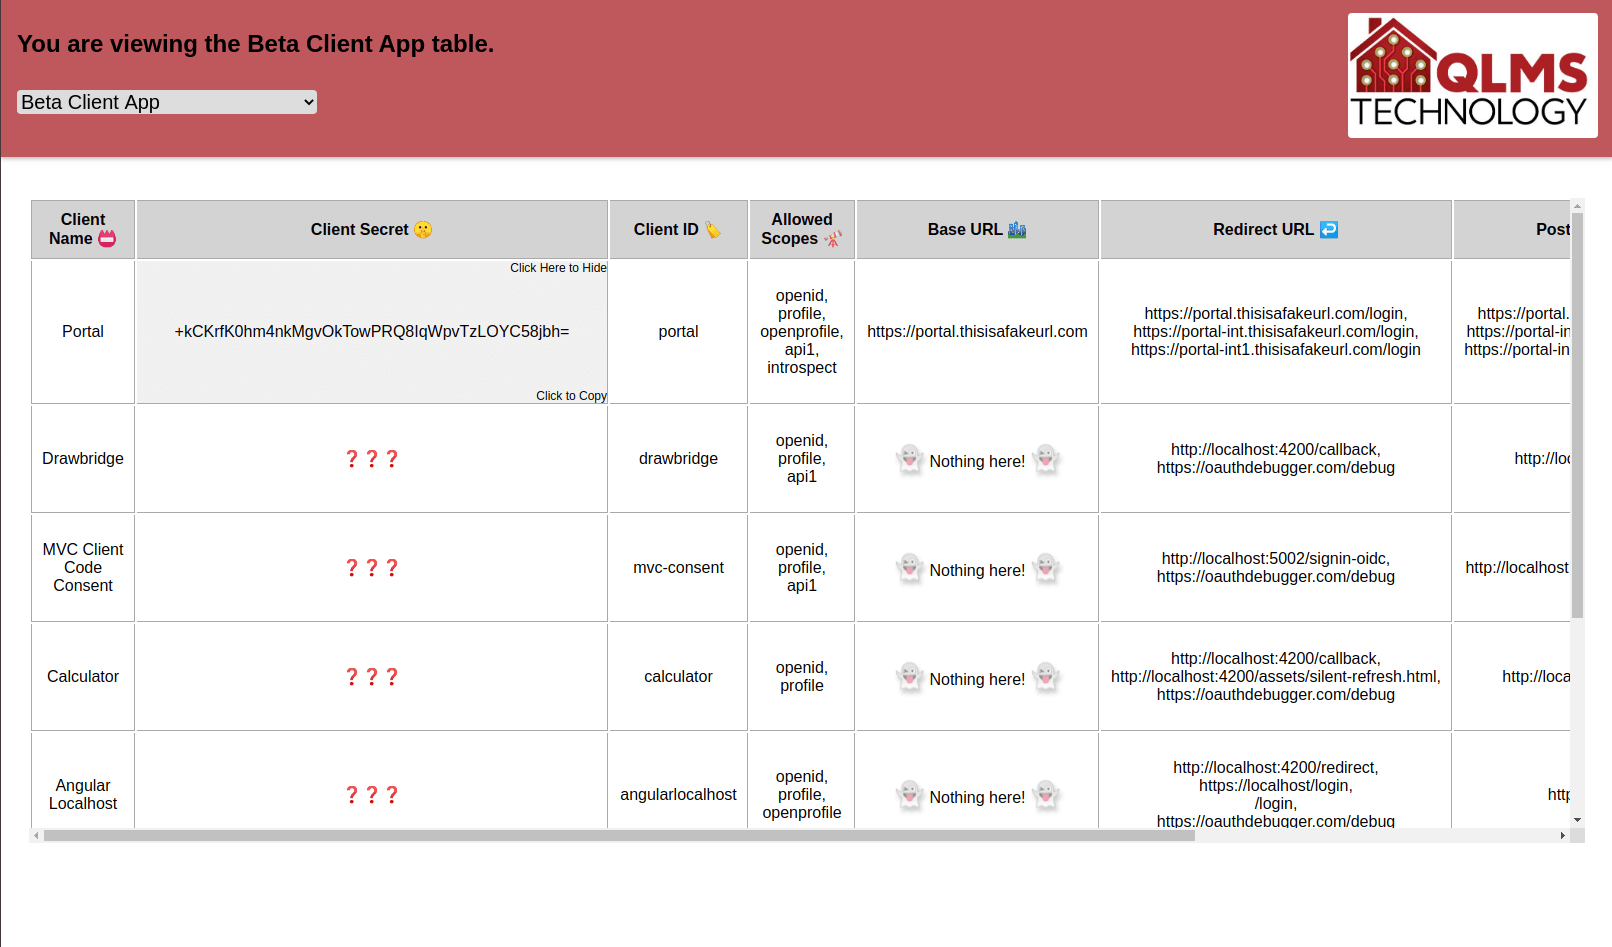 You are viewing the Beta Client App table.
Beta Client App
QLMS
TECHNOLOGY
Client
Name 📛
Client Secret 🤫
Client ID 🏷️
Allowed
Scopes 🔭
Base URL 🏙️
Redirect URL ↩️
Post
Portal
Click Here to Hide
+kCKrfK0hm4nkMgvOkTowPRQ8IqWpvTzLOYC58jbh=
Click to Copy
portal
openid,
profile,
openprofile,
api1,
introspect
https://portal.thisisafakeurl.com
https://portal.thisisafakeurl.com/login,
https://portal-int.thisisafakeurl.com/login,
https://portal-int1.thisisafakeurl.com/login
https://portal.
https://portal-in
https://portal-in
Drawbridge
❓❓❓
drawbridge
openid,
profile,
api1
👻 Nothing here! 👻
http://localhost:4200/callback,
https://oauthdebugger.com/debug
http://loc
MVC Client
Code
Consent
❓❓❓
mvc-consent
openid,
profile,
api1
👻 Nothing here! 👻
http://localhost:5002/signin-oidc,
https://oauthdebugger.com/debug
http://localhost
Calculator
❓❓❓
calculator
openid,
profile
👻 Nothing here! 👻
http://localhost:4200/callback,
http://localhost:4200/assets/silent-refresh.html,
https://oauthdebugger.com/debug
http://loca
Angular
Localhost
❓❓❓
angularlocalhost
openid,
profile,
openprofile
👻 Nothing here! 👻
http://localhost:4200/redirect,
https://localhost/login,
/login,
https://oauthdebugger.com/debug
http